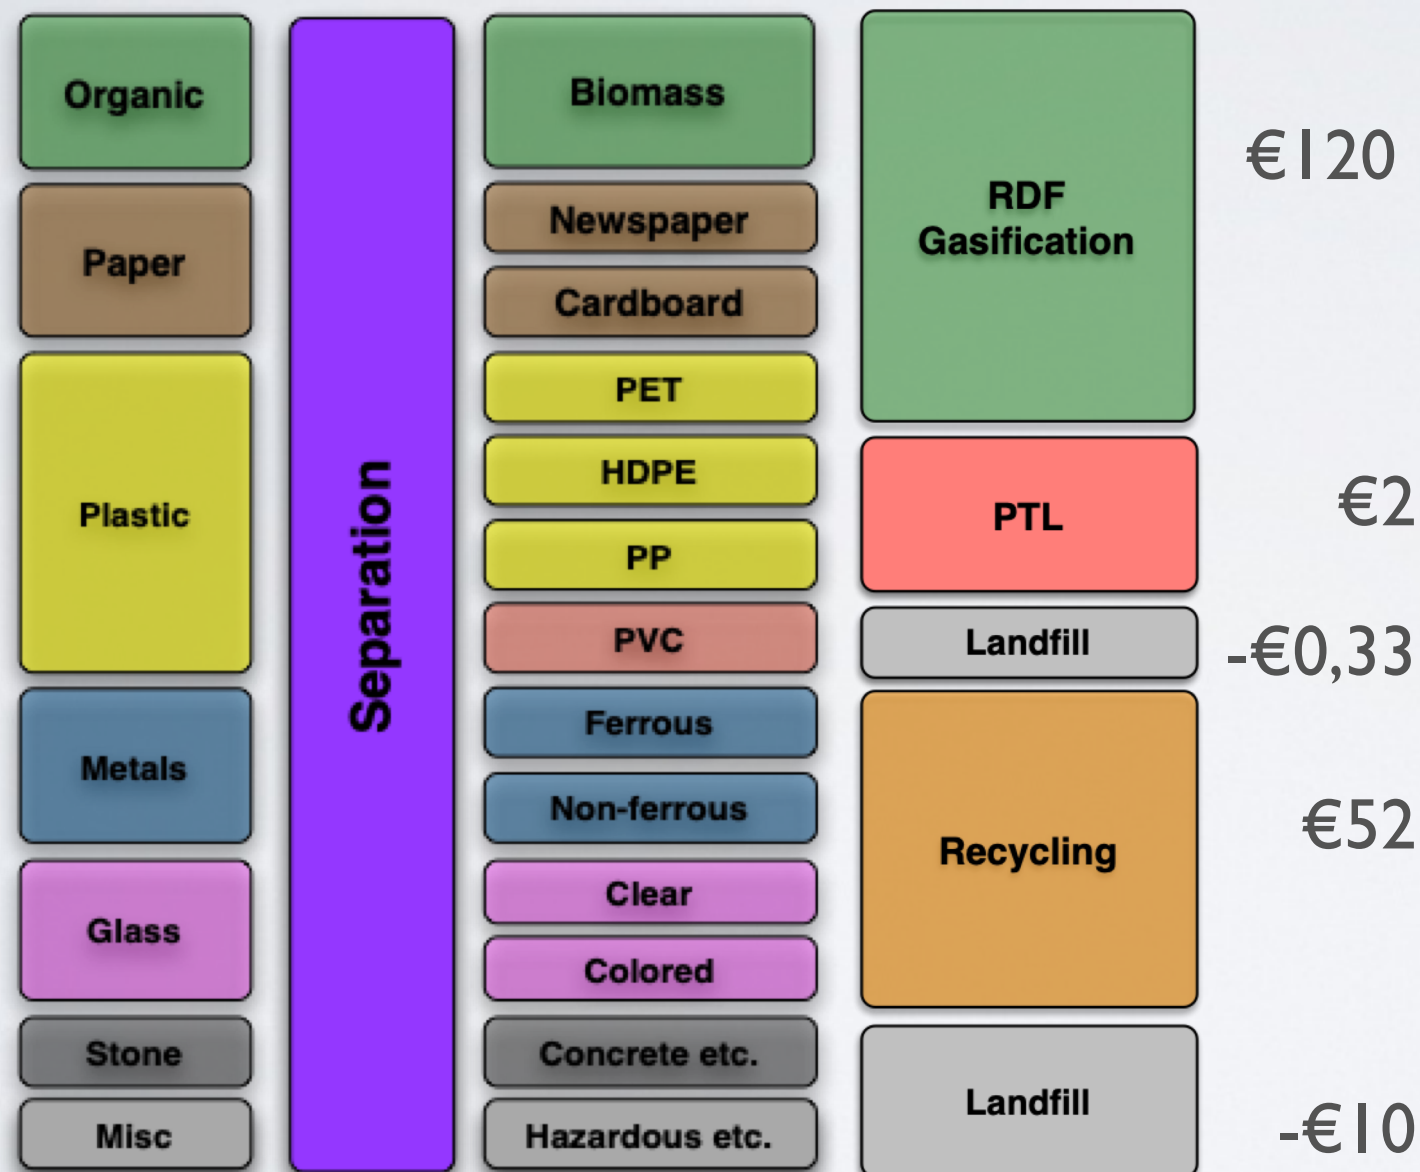 Organic
Paper
Plastic
Metals
Glass
Stone
Misc
Separation
Biomass
Newspaper
Cardboard
PET
HDPE
PP
PVC
Ferrous
Non-ferrous
Clear
Colored
Concrete etc.
Hazardous etc.
RDF
Gasification
PTL
Landfill
Recycling
Landfill
€120
€2
-€0,33
€52
-€10